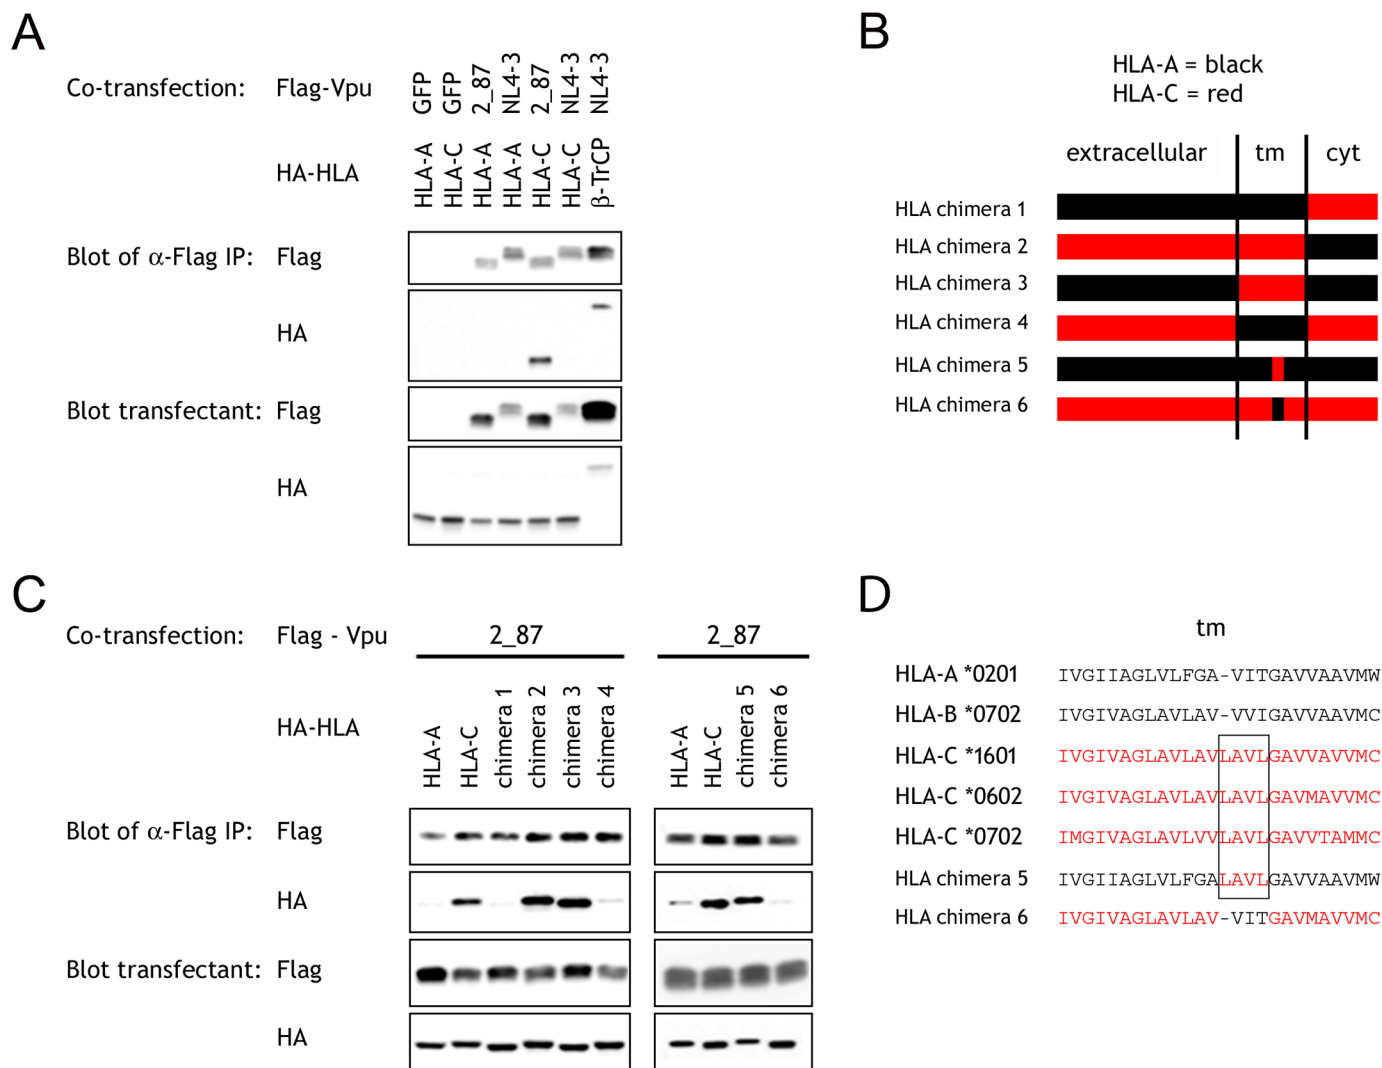 A
Co-transfection: Flag-Vpu GFP GFP 2_87 NL4-3 2_87 NL4-3 NL4-3
HA-HLA HLA-A HLA-C HLA-A HLA-A HLA-C HLA-C β-TrCP
Blot of α-Flag IP: Flag
HA
Blot transfectant: Flag
HA
B
HLA-A = black
HLA-C = red
extracellular tm cyt
HLA chimera 1
HLA chimera 2
HLA chimera 3
HLA chimera 4
HLA chimera 5
HLA chimera 6
C
Co-transfection: Flag - Vpu 2_87 2_87
HA-HLA HLA-A HLA-C chimera 1 chimera 2 chimera 3 chimera 4 HLA-A HLA-C chimera 5 chimera 6
Blot of α-Flag IP: Flag
HA
Blot transfectant: Flag
HA
D
tm
HLA-A *0201 IVGIIAGLVLFGA-VITGAVVAAVMW
HLA-B *0702 IVGIVAGLAVLAV-VVIGAVVAAVMC
HLA-C *1601 IVGIVAGLAVLAVLAVLGAVVAVVMC
HLA-C *0602 IVGIVAGLAVLAVLAVLGAVMAVVMC
HLA-C *0702 IMGIVAGLAVLVVLAVLGAVVTAMMC
HLA chimera 5 IVGIIAGLVLFGALAVLGAVVAAVMW
HLA chimera 6 IVGIVAGLAVLAV-VITGAVMAVVMC